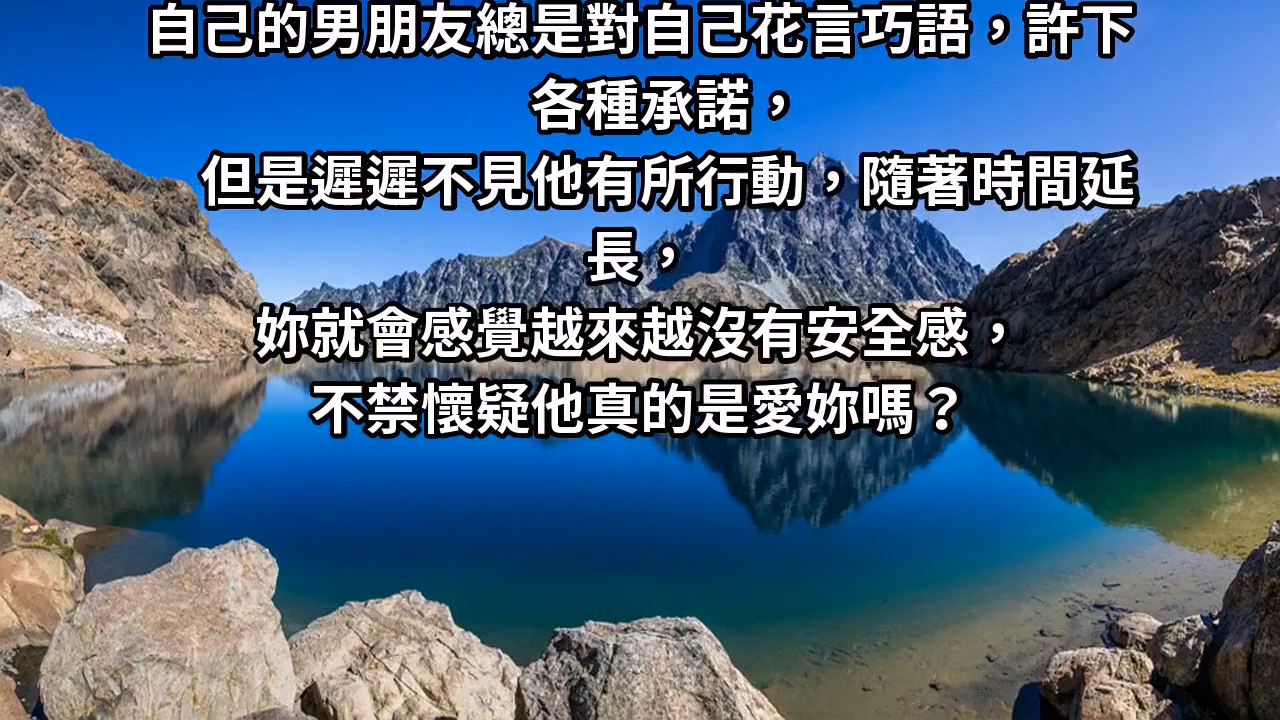 自己的男朋友總是對自己花言巧語，許下
各種承諾，
但是遲遲不見他有所行動，隨著時間延
長，
妳就會感覺越來越沒有安全感，
不禁懷疑他真的是愛妳嗎？